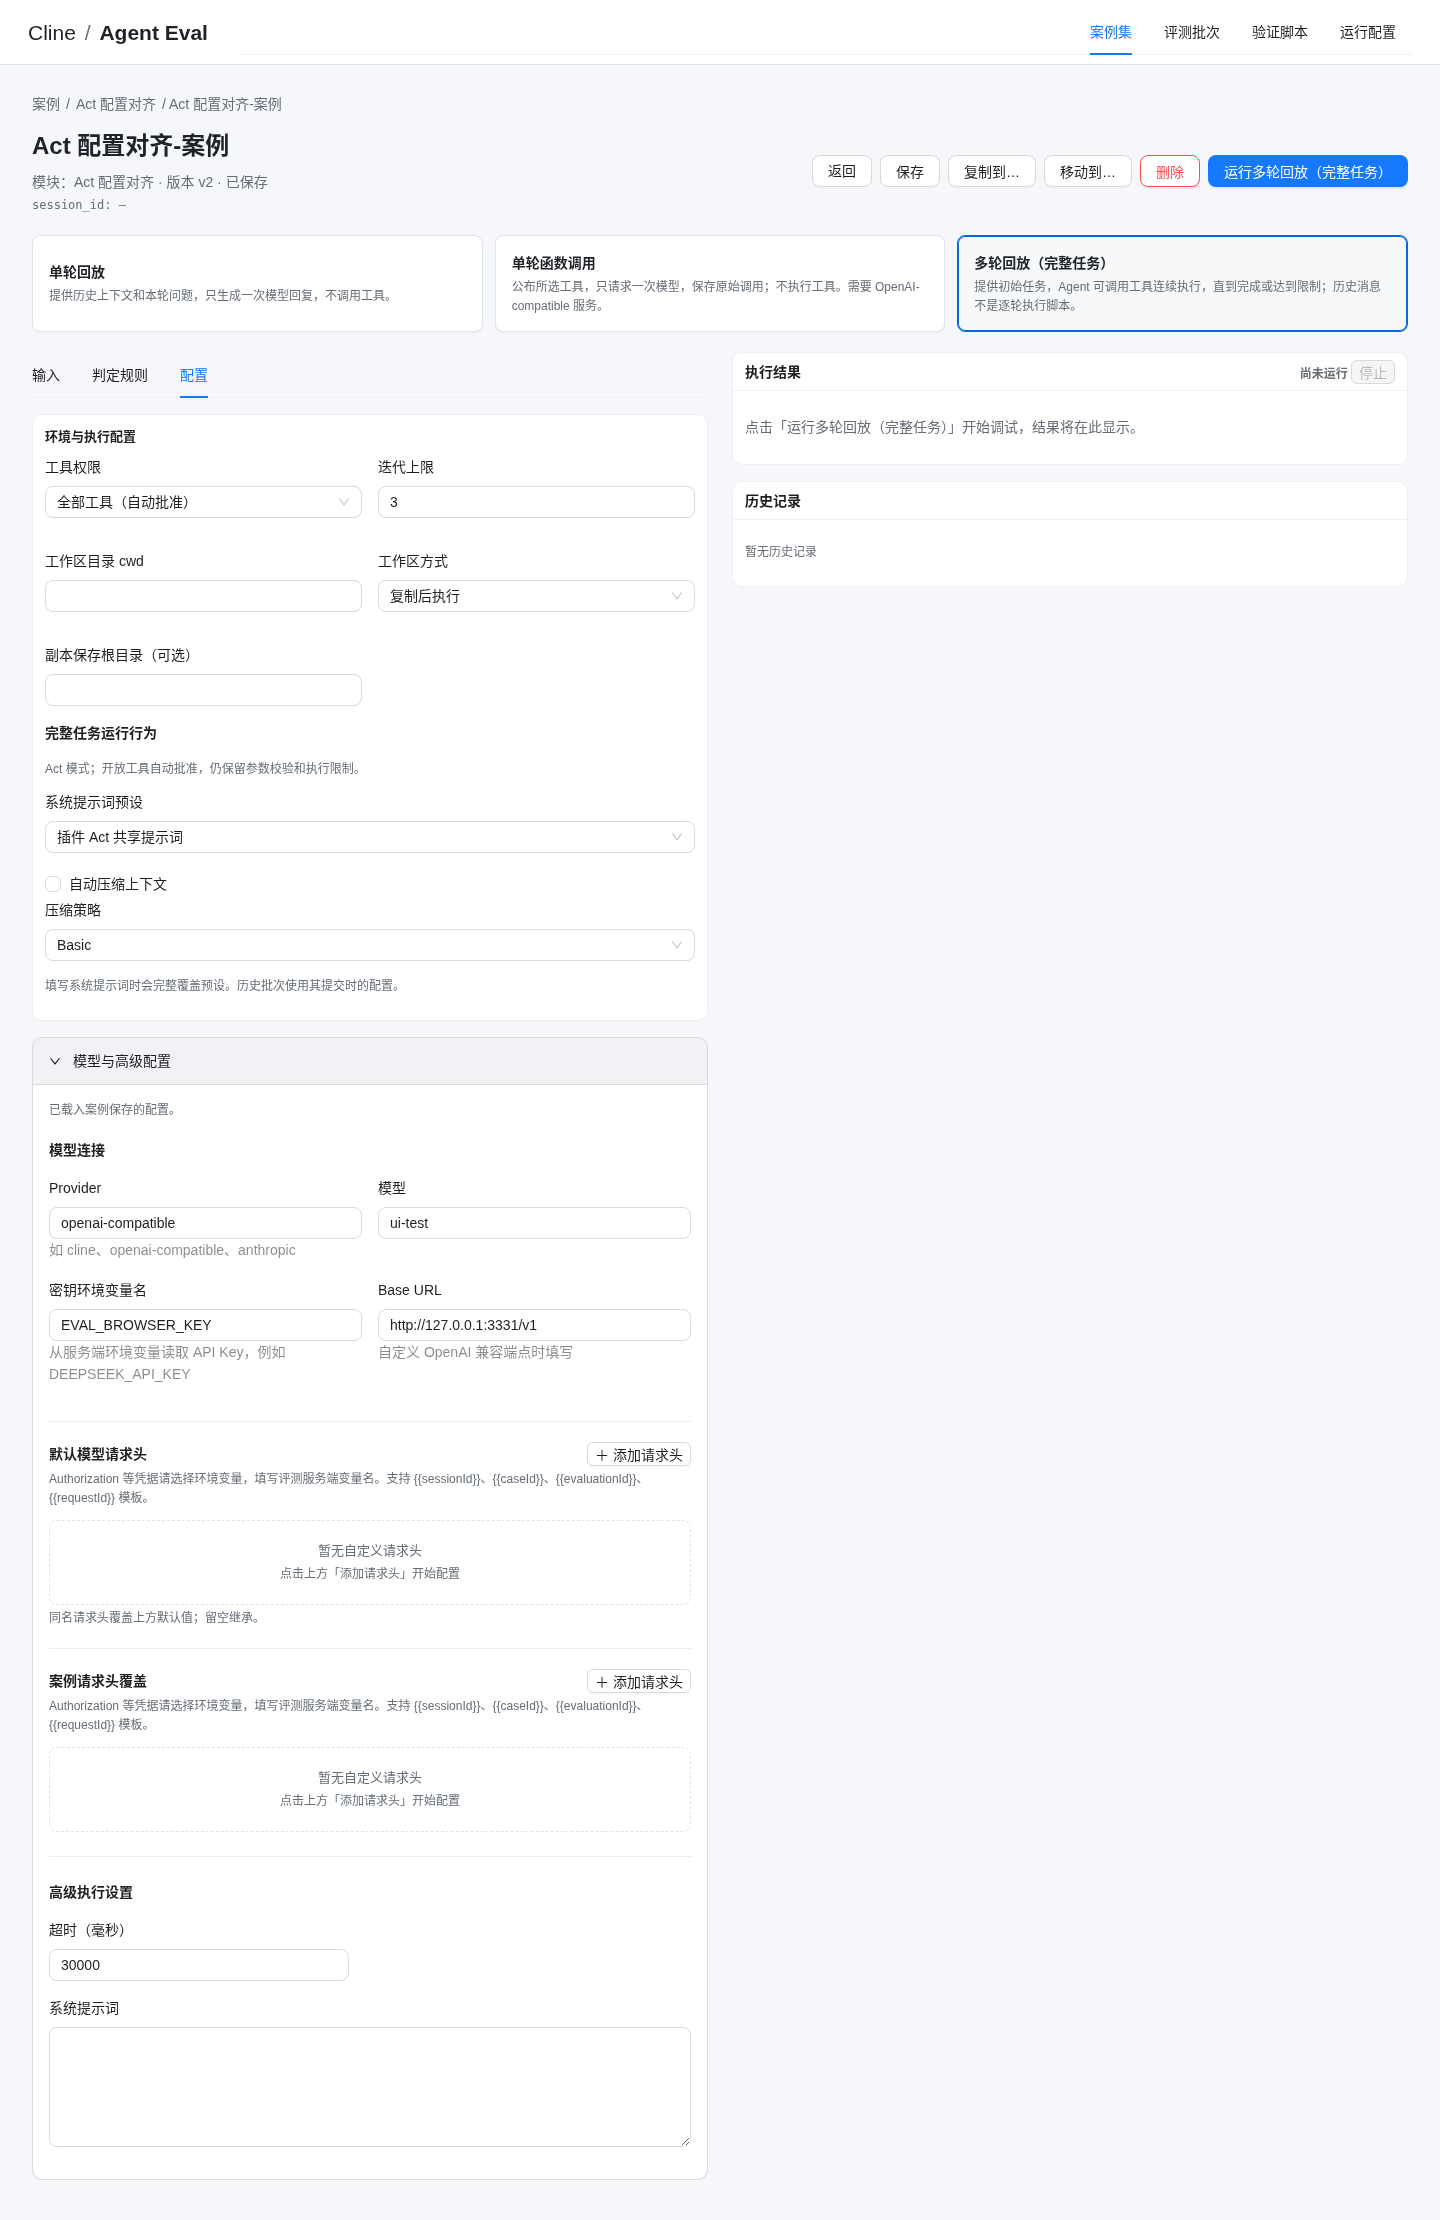 Cline / Agent Eval
案例集 评测批次 验证脚本 运行配置
案例 / Act 配置对齐 / Act 配置对齐-案例
Act 配置对齐-案例
模块：Act 配置对齐 · 版本 v2 · 已保存
session_id: —
返回 保存 复制到… 移动到… 删除 运行多轮回放（完整任务）
单轮回放
提供历史上下文和本轮问题，只生成一次模型回复，不调用工具。
单轮函数调用
公布所选工具，只请求一次模型，保存原始调用；不执行工具。需要 OpenAI-
compatible 服务。
多轮回放（完整任务）
提供初始任务，Agent 可调用工具连续执行，直到完成或达到限制；历史消息
不是逐轮执行脚本。
输入 判定规则 配置
环境与执行配置
工具权限 迭代上限
全部工具（自动批准） 3
工作区目录 cwd 工作区方式
复制后执行
副本保存根目录（可选）
完整任务运行行为
Act 模式；开放工具自动批准，仍保留参数校验和执行限制。
系统提示词预设
插件 Act 共享提示词
自动压缩上下文
压缩策略
Basic
填写系统提示词时会完整覆盖预设。历史批次使用其提交时的配置。
模型与高级配置
已载入案例保存的配置。
模型连接
Provider 模型
openai-compatible ui-test
如 cline、openai-compatible、anthropic
密钥环境变量名 Base URL
EVAL_BROWSER_KEY http://127.0.0.1:3331/v1
从服务端环境变量读取 API Key，例如 自定义 OpenAI 兼容端点时填写
DEEPSEEK_API_KEY
默认模型请求头 添加请求头
Authorization 等凭据请选择环境变量，填写评测服务端变量名。支持 {{sessionId}}、{{caseId}}、{{evaluationId}}、
{{requestId}} 模板。
暂无自定义请求头
点击上方「添加请求头」开始配置
同名请求头覆盖上方默认值；留空继承。
案例请求头覆盖 添加请求头
Authorization 等凭据请选择环境变量，填写评测服务端变量名。支持 {{sessionId}}、{{caseId}}、{{evaluationId}}、
{{requestId}} 模板。
暂无自定义请求头
点击上方「添加请求头」开始配置
高级执行设置
超时（毫秒）
30000
系统提示词
执行结果 尚未运行 停止
点击「运行多轮回放（完整任务）」开始调试，结果将在此显示。
历史记录
暂无历史记录